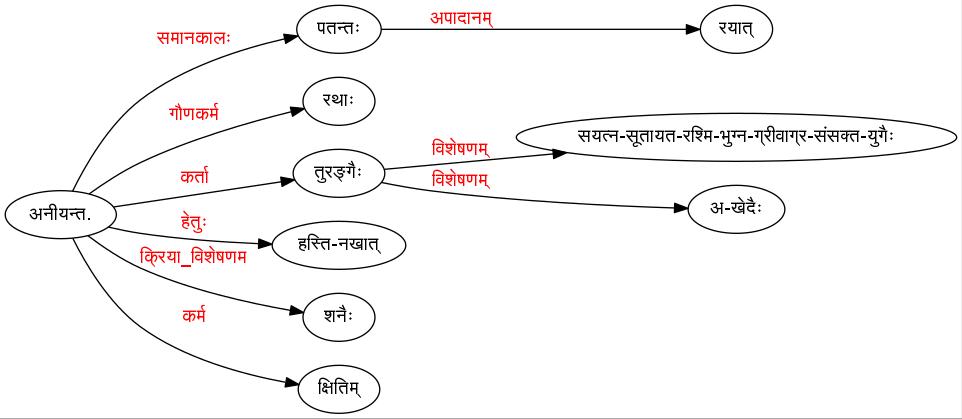 पतन्तः
अपादानम्
रयात्
समानकालः
रथाः
गौणकर्म
सयत्न-सूतायत-रश्मि-भुग्न-ग्रीवाग्र-संसक्त-युगैः
विशेषणम्
तुरङ्गैः
कर्ता
विशेषणम्
अ-खेदैः
अनीयन्त.
हेतुः
हस्ति-नखात्
क्रिया_विशेषणम
शनैः
कर्म
क्षितिम्